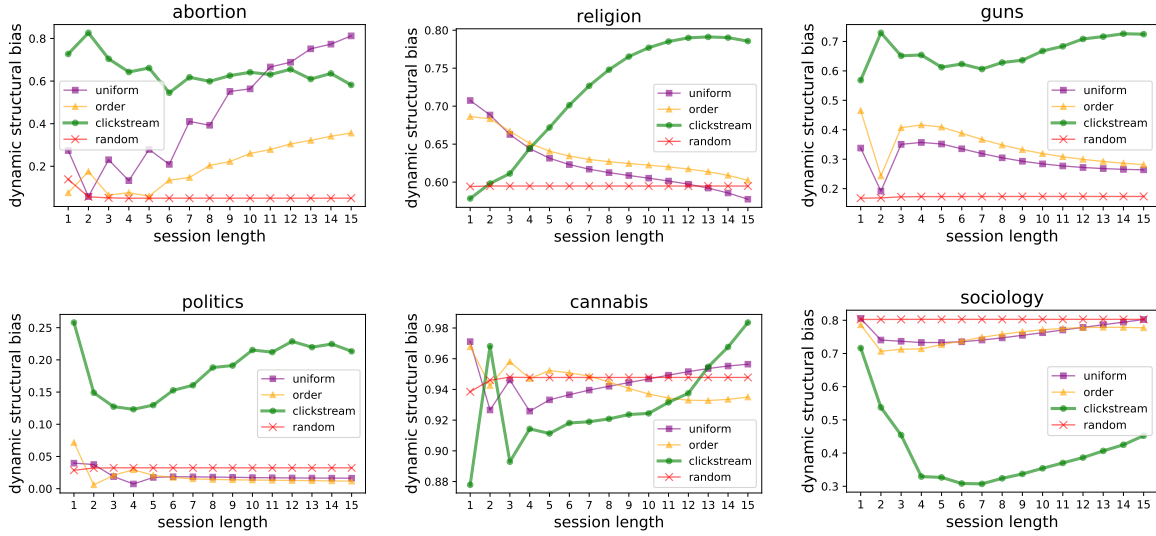 abortion
dynamic structural bias
0.8
0.6
0.4
0.2
uniform
order
clickstream
random
1 2 3 4 5 6 7 8 9 10 11 12 13 14 15
session length
religion
dynamic structural bias
0.80
0.75
0.70
0.65
0.60
uniform
order
clickstream
random
1 2 3 4 5 6 7 8 9 10 11 12 13 14 15
session length
guns
dynamic structural bias
0.7
0.6
0.5
0.4
0.3
0.2
uniform
order
clickstream
random
1 2 3 4 5 6 7 8 9 10 11 12 13 14 15
session length
politics
dynamic structural bias
0.25
0.20
0.15
0.10
0.05
0.00
uniform
order
clickstream
random
1 2 3 4 5 6 7 8 9 10 11 12 13 14 15
session length
cannabis
dynamic structural bias
0.98
0.96
0.94
0.92
0.90
0.88
uniform
order
clickstream
random
1 2 3 4 5 6 7 8 9 10 11 12 13 14 15
session length
sociology
dynamic structural bias
0.8
0.7
0.6
0.5
0.4
0.3
uniform
order
clickstream
random
1 2 3 4 5 6 7 8 9 10 11 12 13 14 15
session length